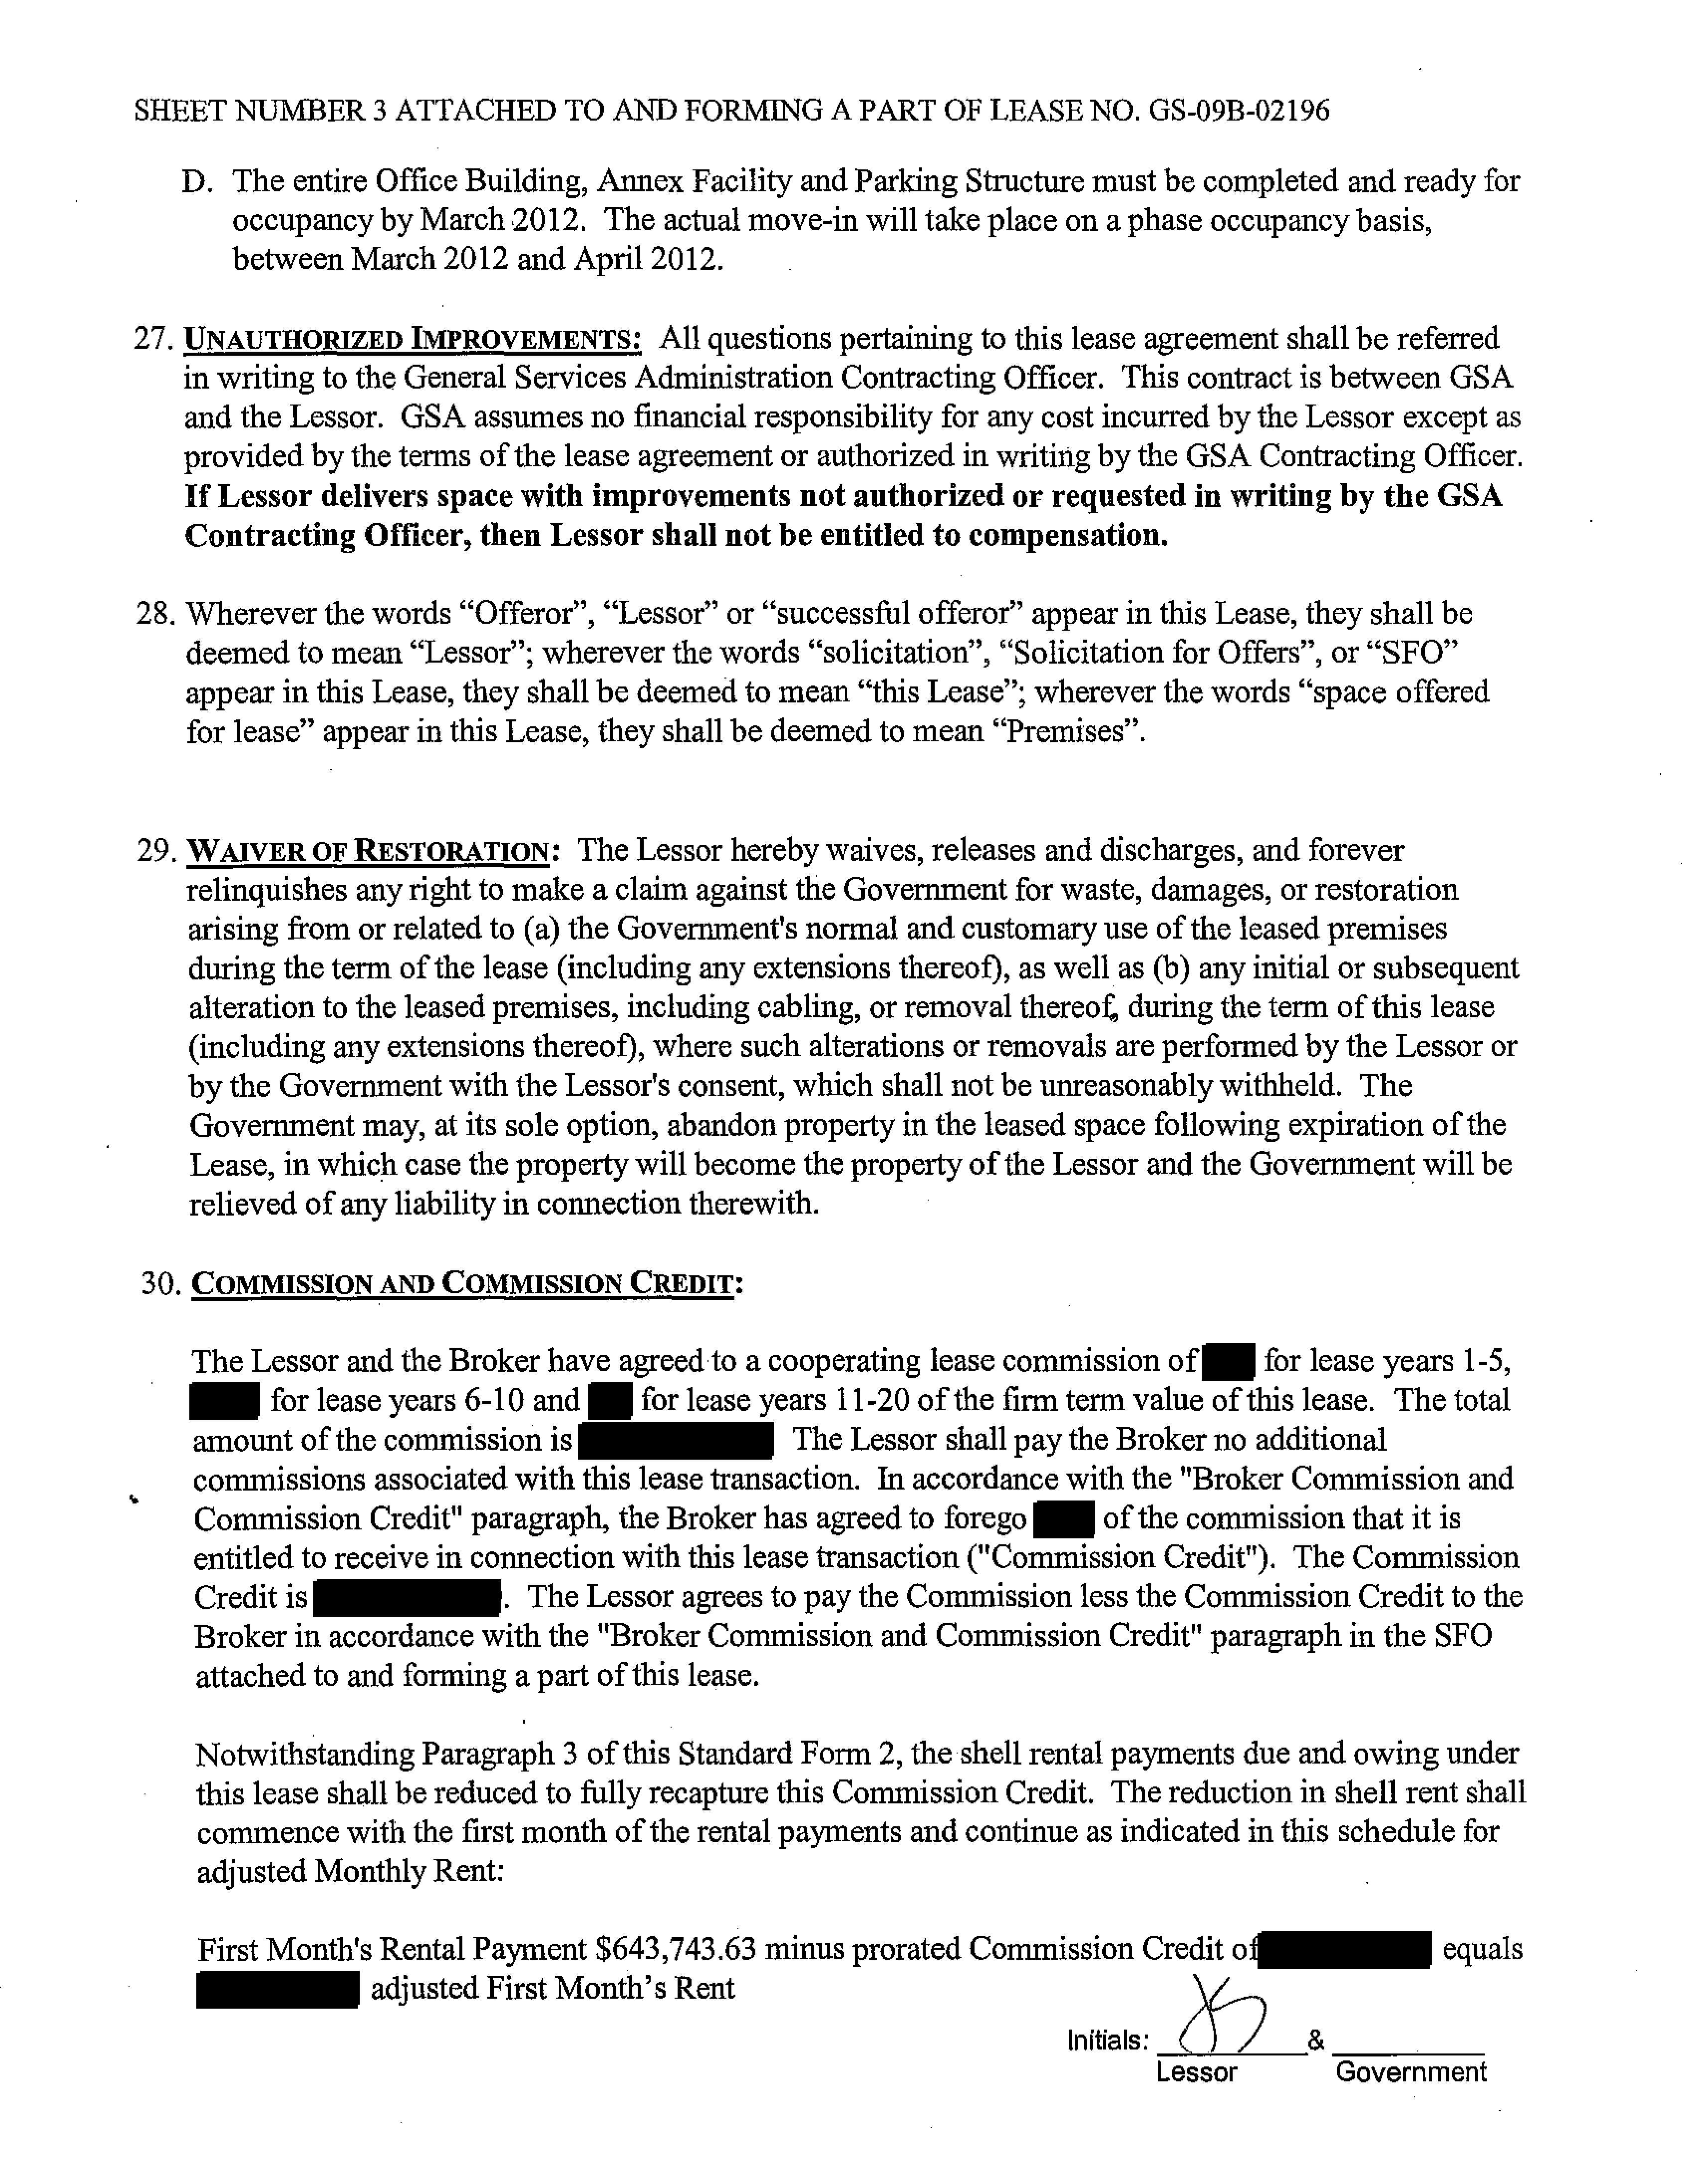 SHEET NUMBER 3 ATTACHED TO AND FORMING A PART OF LEASE NO. GS-09B-02196
D. The entire Office Building, Annex Facility and Parking Structure must be completed and ready for
occupancy by March 2012. The actual move-in will take place on a phase occupancy basis,
between March 2012 and April 2012.
27. UNAUTHORIZED IMPROVEMENTS: All questions pertaining to this lease agreement shall be referred
in writing to the General Services Administration Contracting Officer. This contract is between GSA
and the Lessor. GSA assumes no financial responsibility for any cost incurred by the Lessor except as
provided by the terms of the lease agreement or authorized in writing by the GSA Contracting Officer.
If Lessor delivers space with improvements not authorized or requested in writing by the GSA
Contracting Officer, then Lessor shall not be entitled to compensation.
28. Wherever the words “Offeror”, “Lessor” or “successful offeror” appear in this Lease, they shall be
deemed to mean “Lessor”; wherever the words “solicitation”, “Solicitation for Offers”, or “SFO”
appear in this Lease, they shall be deemed to mean “this Lease”; wherever the words “space offered
for lease” appear in this Lease, they shall be deemed to mean “Premises”.
29. WAIVER OF RESTORATION: The Lessor hereby waives, releases and discharges, and forever
relinquishes any right to make a claim against the Government for waste, damages, or restoration
arising from or related to (a) the Government's normal and customary use of the leased premises
during the term of the lease (including any extensions thereof), as well as (b) any initial or subsequent
alteration to the leased premises, including cabling, or removal thereof, during the term of this lease
(including any extensions thereof), where such alterations or removals are performed by the Lessor or
by the Government with the Lessor's consent, which shall not be unreasonably withheld. The
Government may, at its sole option, abandon property in the leased space following expiration of the
Lease, in which case the property will become the property of the Lessor and the Government will be
relieved of any liability in connection therewith.
30. COMMISSION AND COMMISSION CREDIT:
The Lessor and the Broker have agreed to a cooperating lease commission of for lease years 1-5,
for lease years 6-10 and for lease years 11-20 of the firm term value of this lease. The total
amount of the commission is The Lessor shall pay the Broker no additional
commissions associated with this lease transaction. In accordance with the "Broker Commission and
Commission Credit" paragraph, the Broker has agreed to forego of the commission that it is
entitled to receive in connection with this lease transaction ("Commission Credit"). The Commission
Credit is . The Lessor agrees to pay the Commission less the Commission Credit to the
Broker in accordance with the "Broker Commission and Commission Credit" paragraph in the SFO
attached to and forming a part of this lease.
Notwithstanding Paragraph 3 of this Standard Form 2, the shell rental payments due and owing under
this lease shall be reduced to fully recapture this Commission Credit. The reduction in shell rent shall
commence with the first month of the rental payments and continue as indicated in this schedule for
adjusted Monthly Rent:
First Month's Rental Payment $643,743.63 minus prorated Commission Credit of equals
adjusted First Month’s Rent
Initials: &
Lessor Government